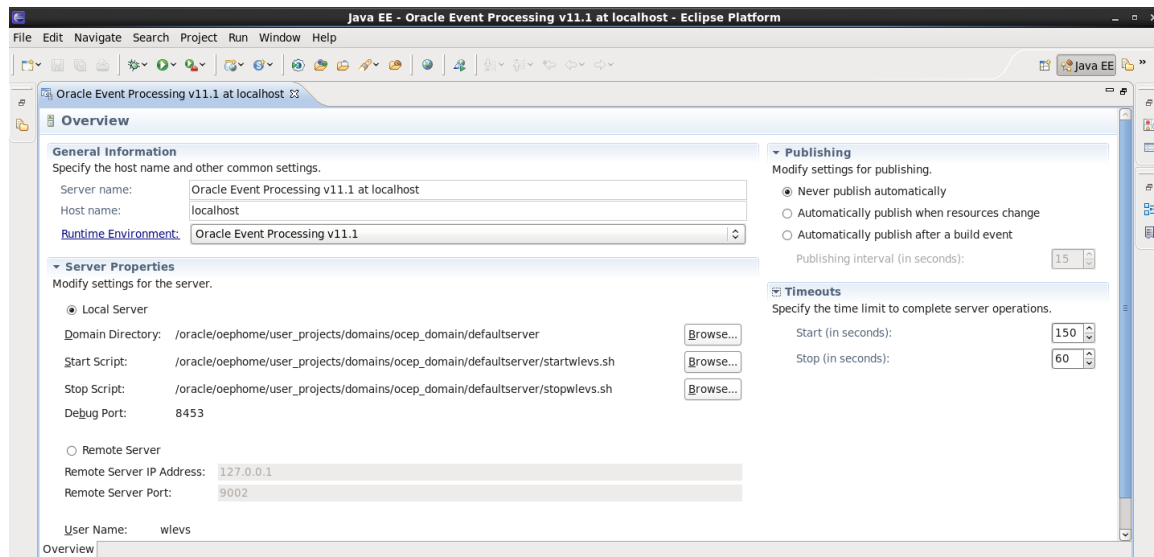 Java EE - Oracle Event Processing v11.1 at localhost - Eclipse Platform
File Edit Navigate Search Project Run Window Help
Java EE
Oracle Event Processing v11.1 at localhost
Overview
General Information
Specify the host name and other common settings.
Server name: Oracle Event Processing v11.1 at localhost
Host name: localhost
Runtime Environment: Oracle Event Processing v11.1
Server Properties
Modify settings for the server.
Local Server
Domain Directory: /oracle/oephome/user_projects/domains/ocep_domain/defaultserver Browse...
Start Script: /oracle/oephome/user_projects/domains/ocep_domain/defaultserver/startwlevs.sh Browse...
Stop Script: /oracle/oephome/user_projects/domains/ocep_domain/defaultserver/stopwlevs.sh Browse...
Debug Port: 8453
Remote Server
Remote Server IP Address: 127.0.0.1
Remote Server Port: 9002
User Name: wlevs
Publishing
Modify settings for publishing.
Never publish automatically
Automatically publish when resources change
Automatically publish after a build event
Publishing interval (in seconds): 15
Timeouts
Specify the time limit to complete server operations.
Start (in seconds): 150
Stop (in seconds): 60
Overview